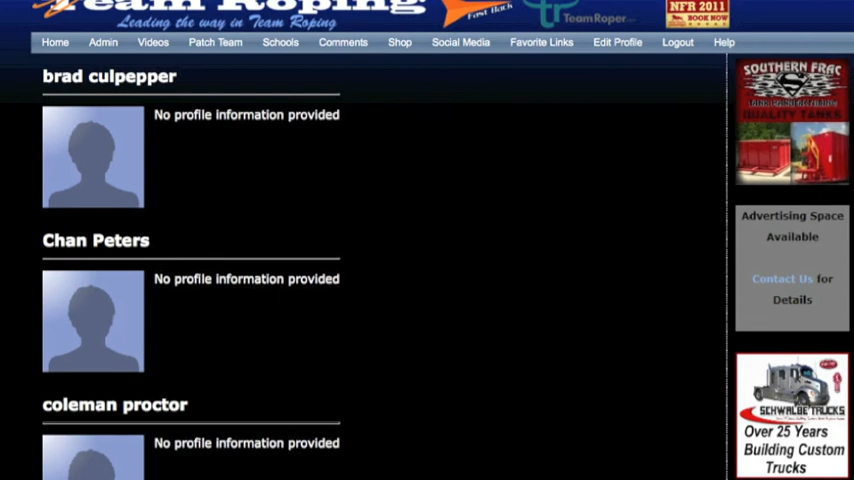 Team Roping
Leading the way in Team Roping
Fast Back
tr TeamRoper.com
NFR 2011
BOOK NOW
Home Admin Videos Patch Team Schools Comments Shop Social Media Favorite Links Edit Profile Logout Help
brad culpepper
No profile information provided
Chan Peters
No profile information provided
coleman proctor
No profile information provided
SOUTHERN FRAC
QUALITY TANKS
Advertising Space
Available
Contact Us for
Details
SCHWALBE TRUCKS
Over 25 Years
Building Custom
Trucks